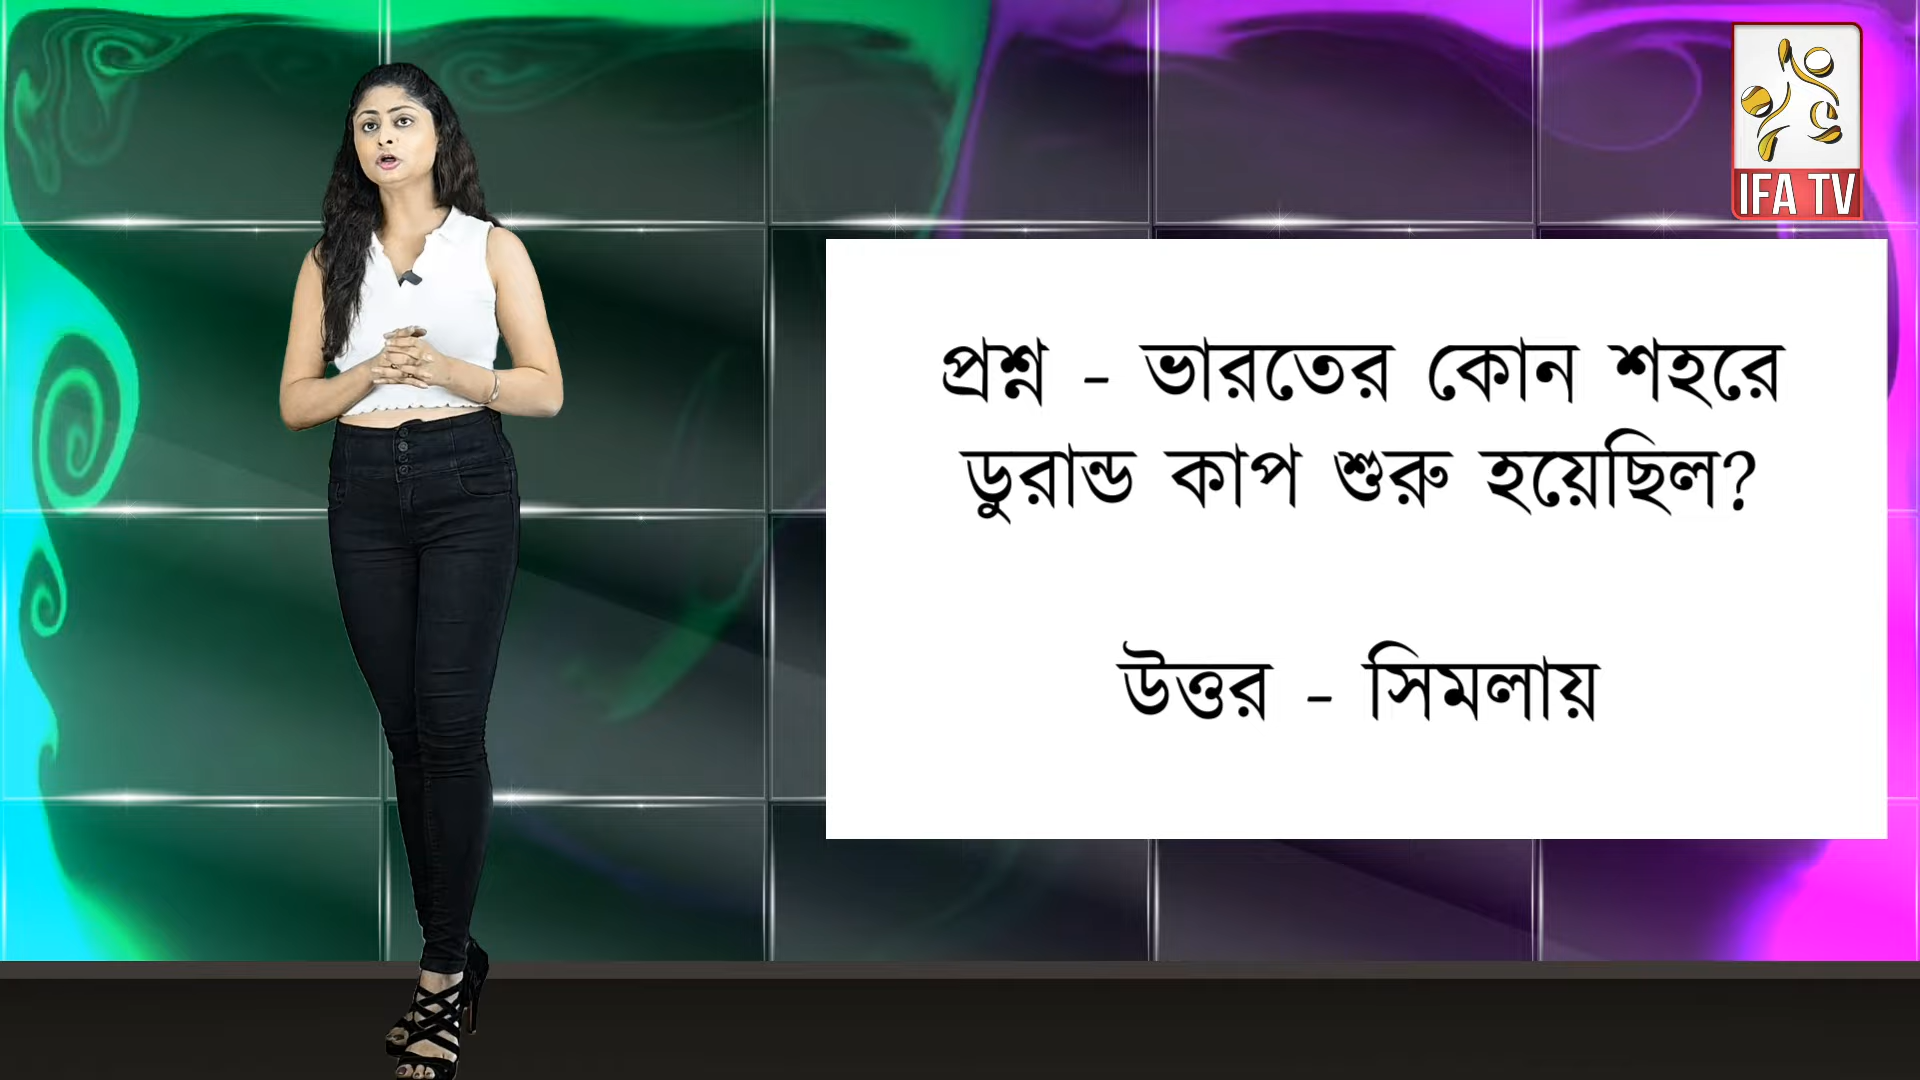 IFA TV
প্রশ্ন - ভারতের কোন শহরে
ডুরান্ড কাপ শুরু হয়েছিল?
উত্তর - সিমলায়